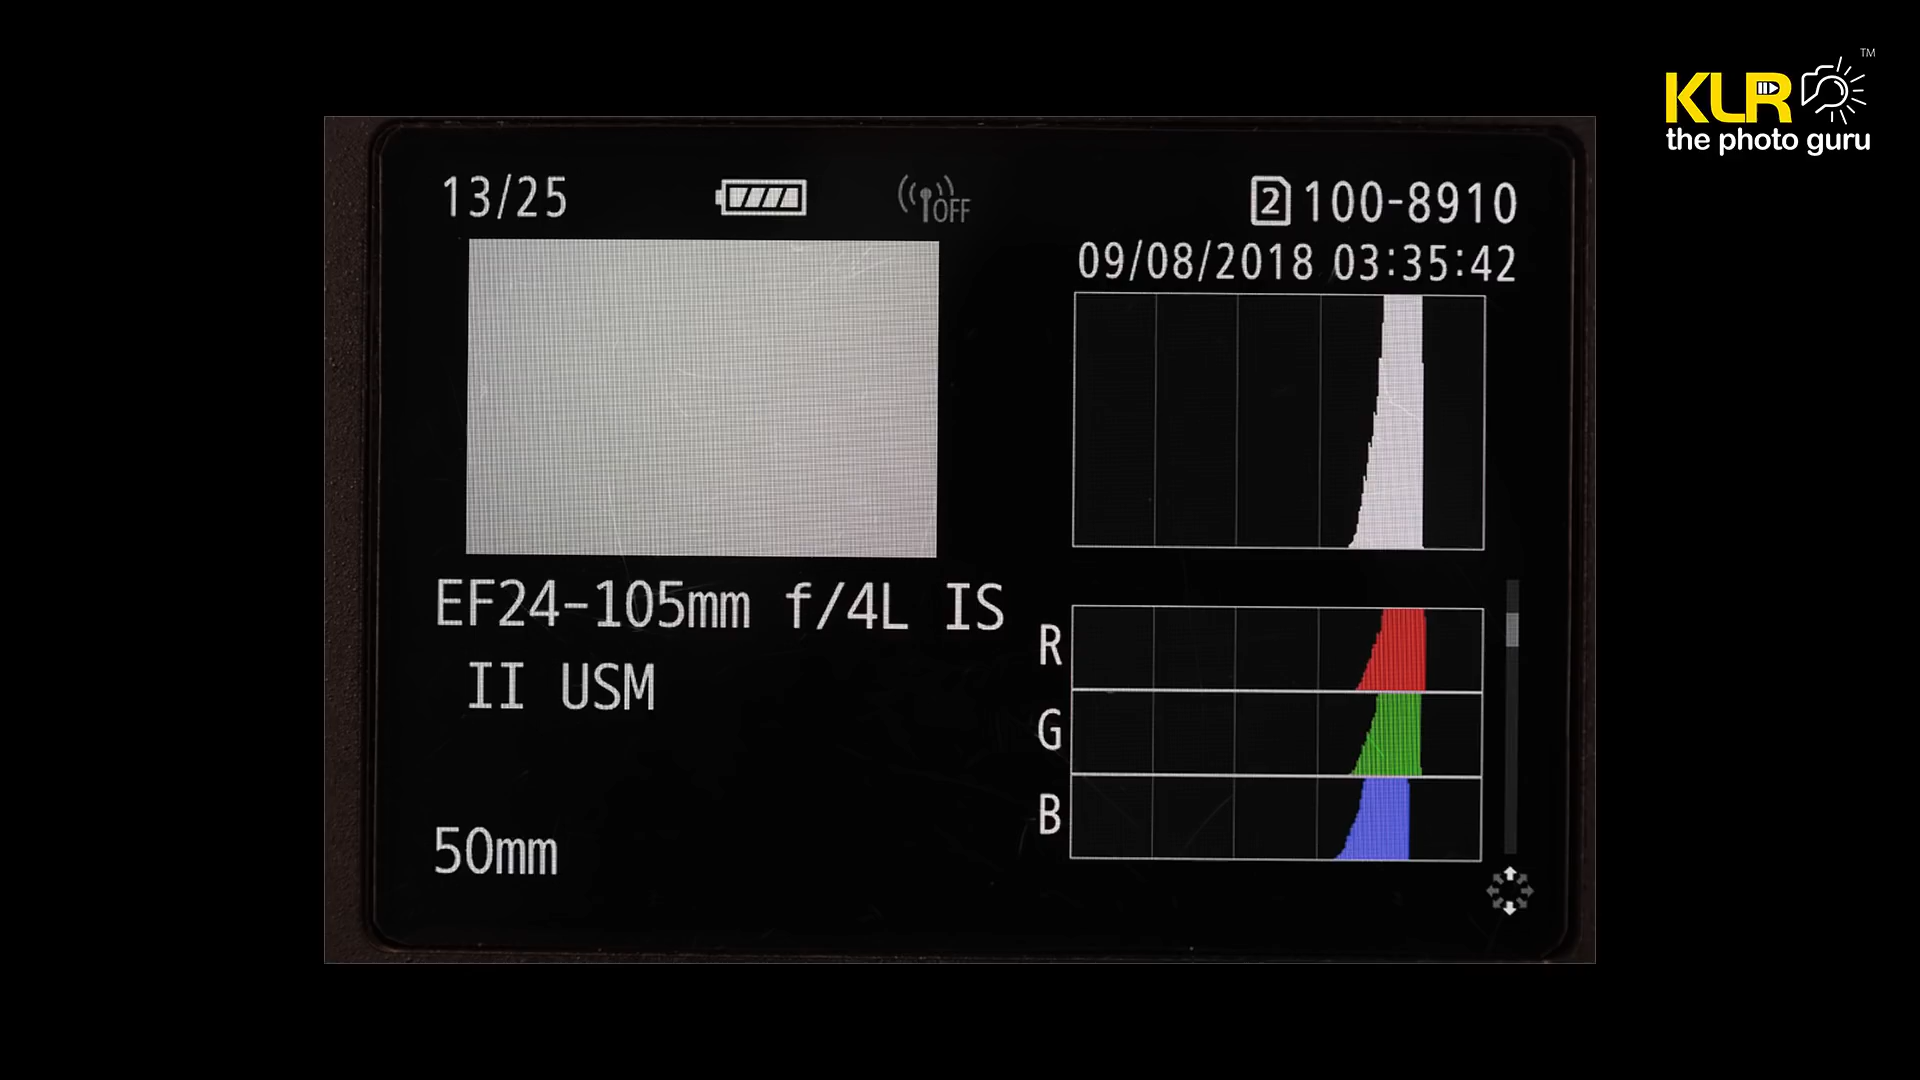 KLR TM
the photo guru
13/25
OFF
2 100-8910
09/08/2018 03:35:42
EF24-105mm f/4L IS
II USM
R
G
B
50mm